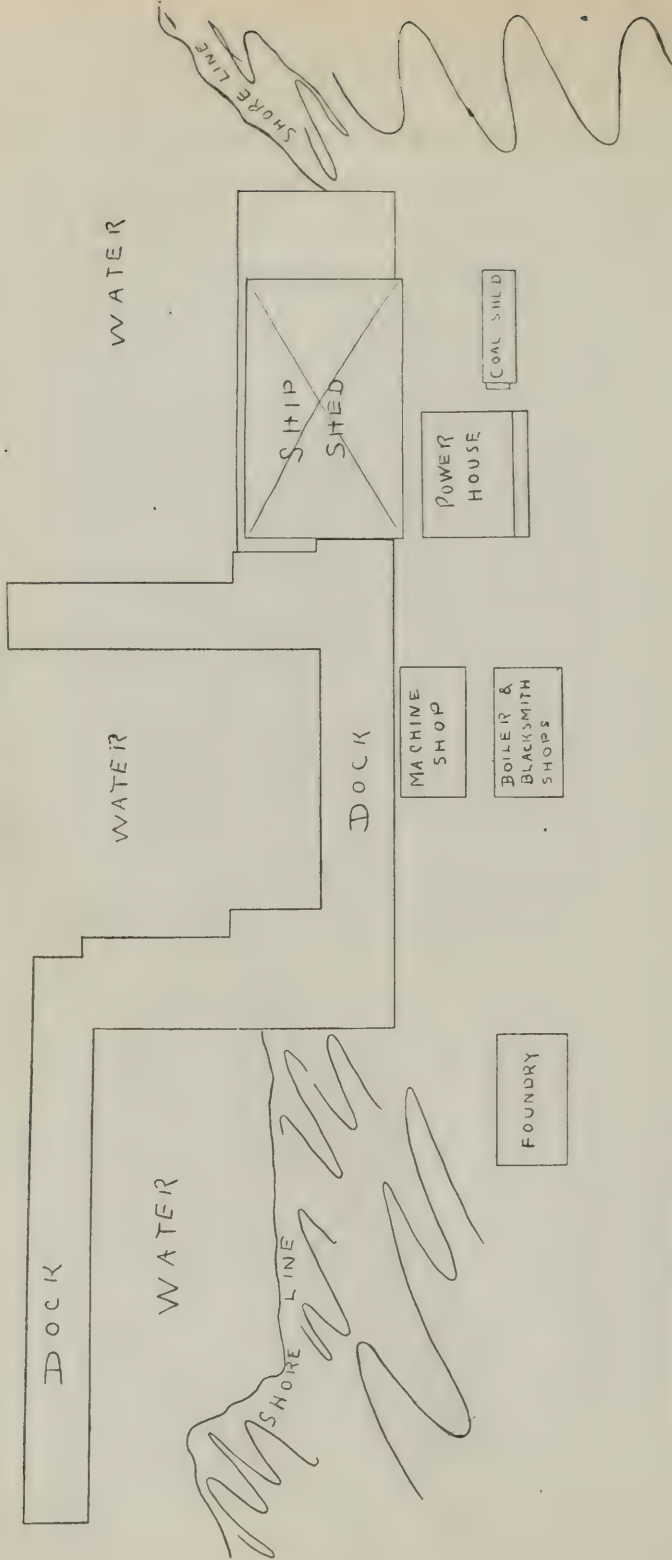 DOCK
WATER
WATER
WATER
SHORE LINE
SHIP
SHED
SHORE LINE
DOCK
MACHINE
SHOP
POWER
HOUSE
COAL SHED
FOUNDRY
BOILER &
BLACKSMITH
SHOPS